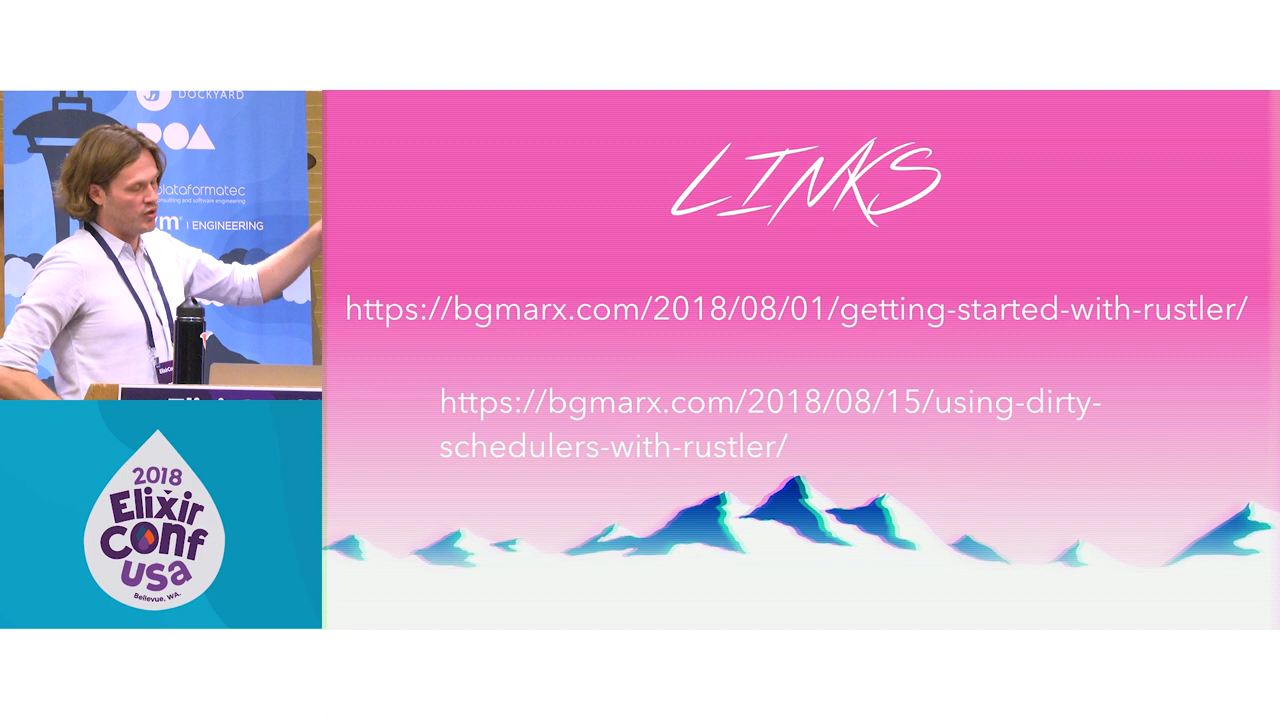 DOCKYARD
POA
plataformatec
consulting and software engineering
ym® | ENGINEERING
LINKS
https://bgmarx.com/2018/08/01/getting-started-with-rustler/
https://bgmarx.com/2018/08/15/using-dirty-
schedulers-with-rustler/
2018
Elixir
Conf
USA
Bellevue, WA.